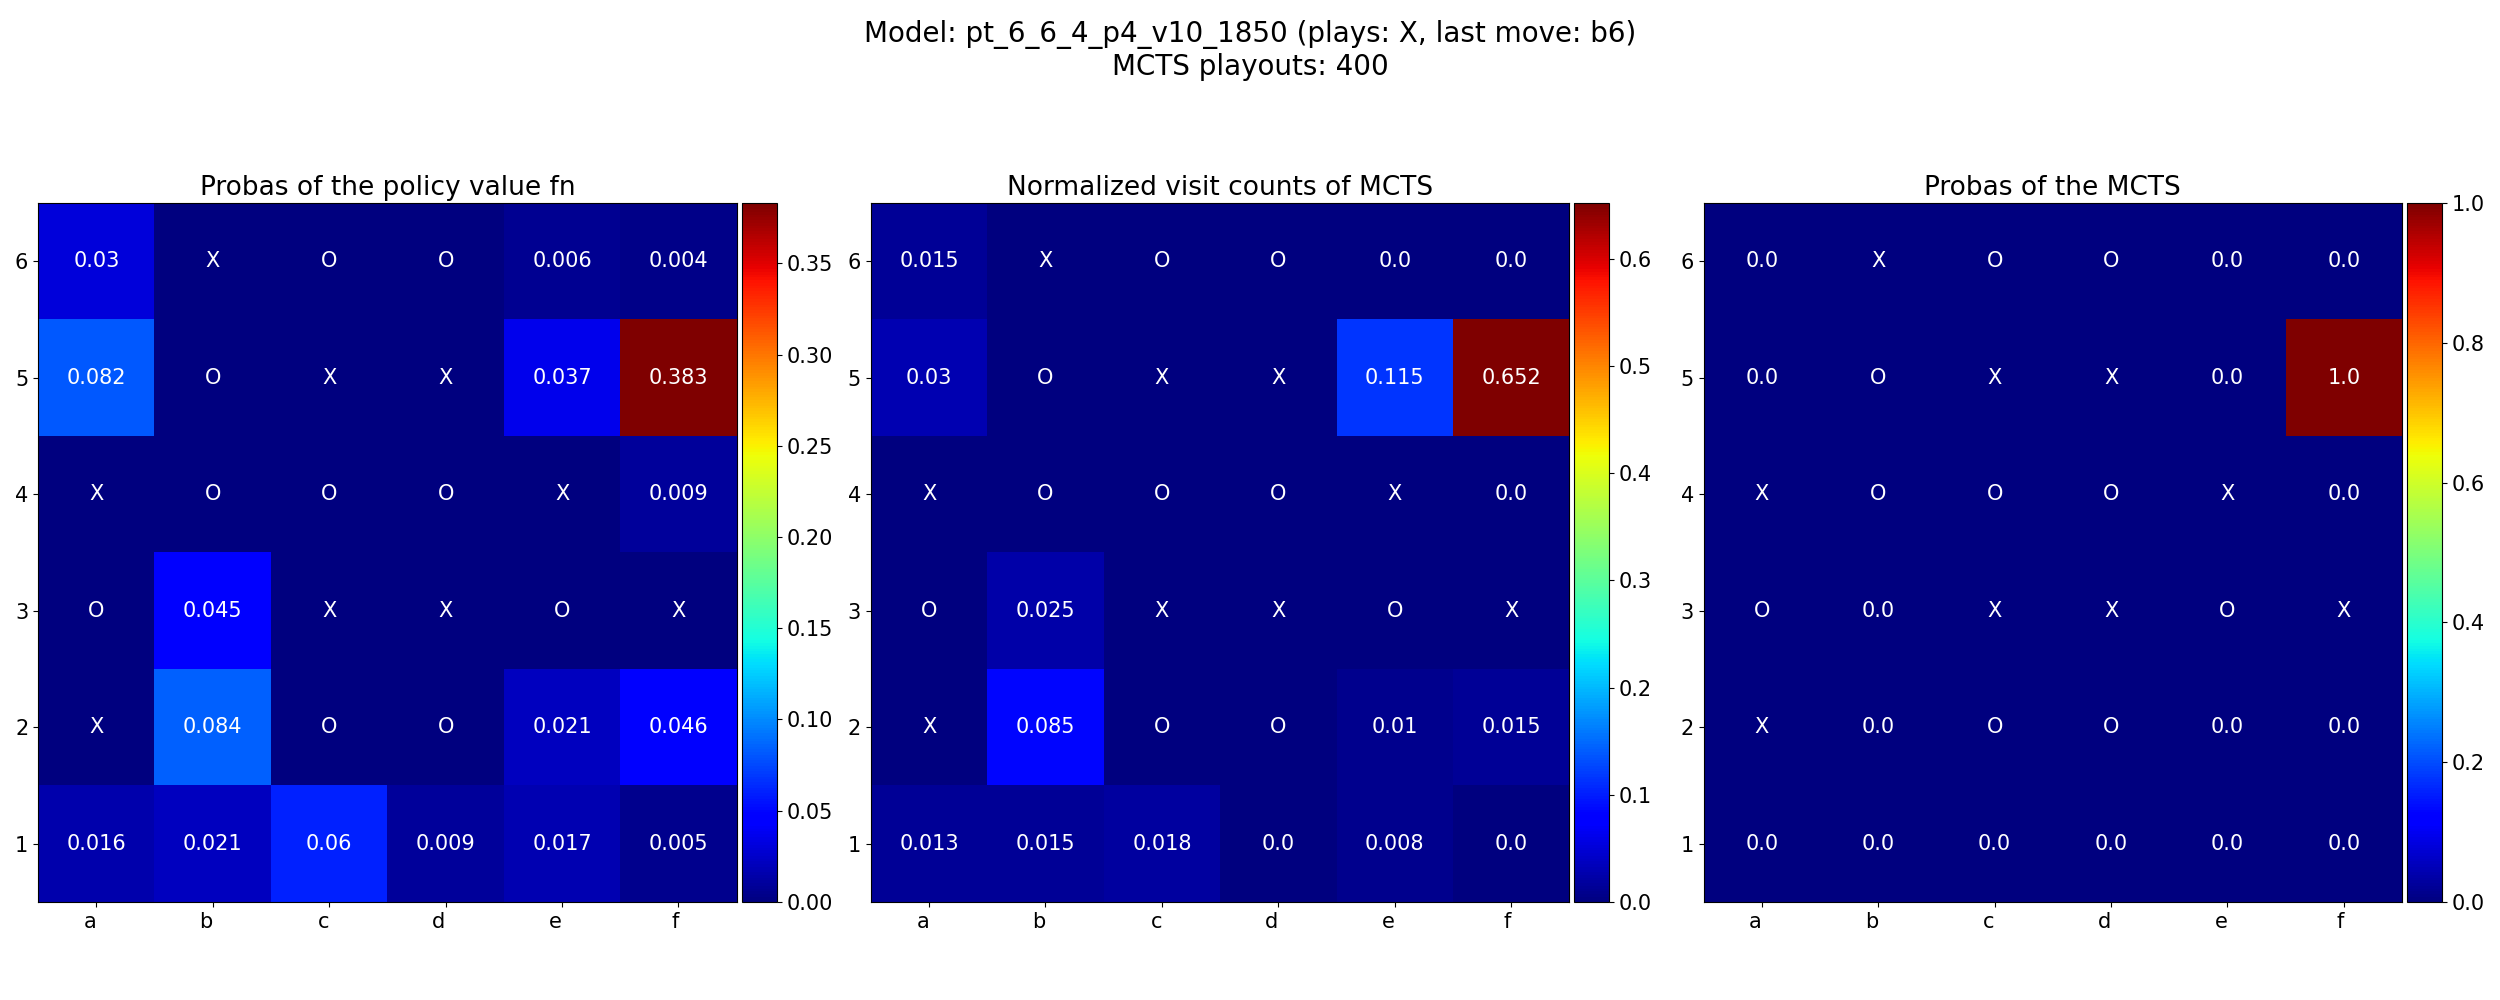 Model: pt_6_6_4_p4_v10_1850 (plays: X, last move: b6)
MCTS playouts: 400
Probas of the policy value fn
6 0.03 X O O 0.006 0.004
5 0.082 O X X 0.037 0.383
4 X O O O X 0.009
3 O 0.045 X X O X
2 X 0.084 O O 0.021 0.046
1 0.016 0.021 0.06 0.009 0.017 0.005
a b c d e f
0.35
0.30
0.25
0.20
0.15
0.10
0.05
0.00
Normalized visit counts of MCTS
6 0.015 X O O 0.0 0.0
5 0.03 O X X 0.115 0.652
4 X O O O X 0.0
3 O 0.025 X X O X
2 X 0.085 O O 0.01 0.015
1 0.013 0.015 0.018 0.0 0.008 0.0
a b c d e f
0.6
0.5
0.4
0.3
0.2
0.1
0.0
Probas of the MCTS
6 0.0 X O O 0.0 0.0
5 0.0 O X X 0.0 1.0
4 X O O O X 0.0
3 O 0.0 X X O X
2 X 0.0 O O 0.0 0.0
1 0.0 0.0 0.0 0.0 0.0 0.0
a b c d e f
1.0
0.8
0.6
0.4
0.2
0.0